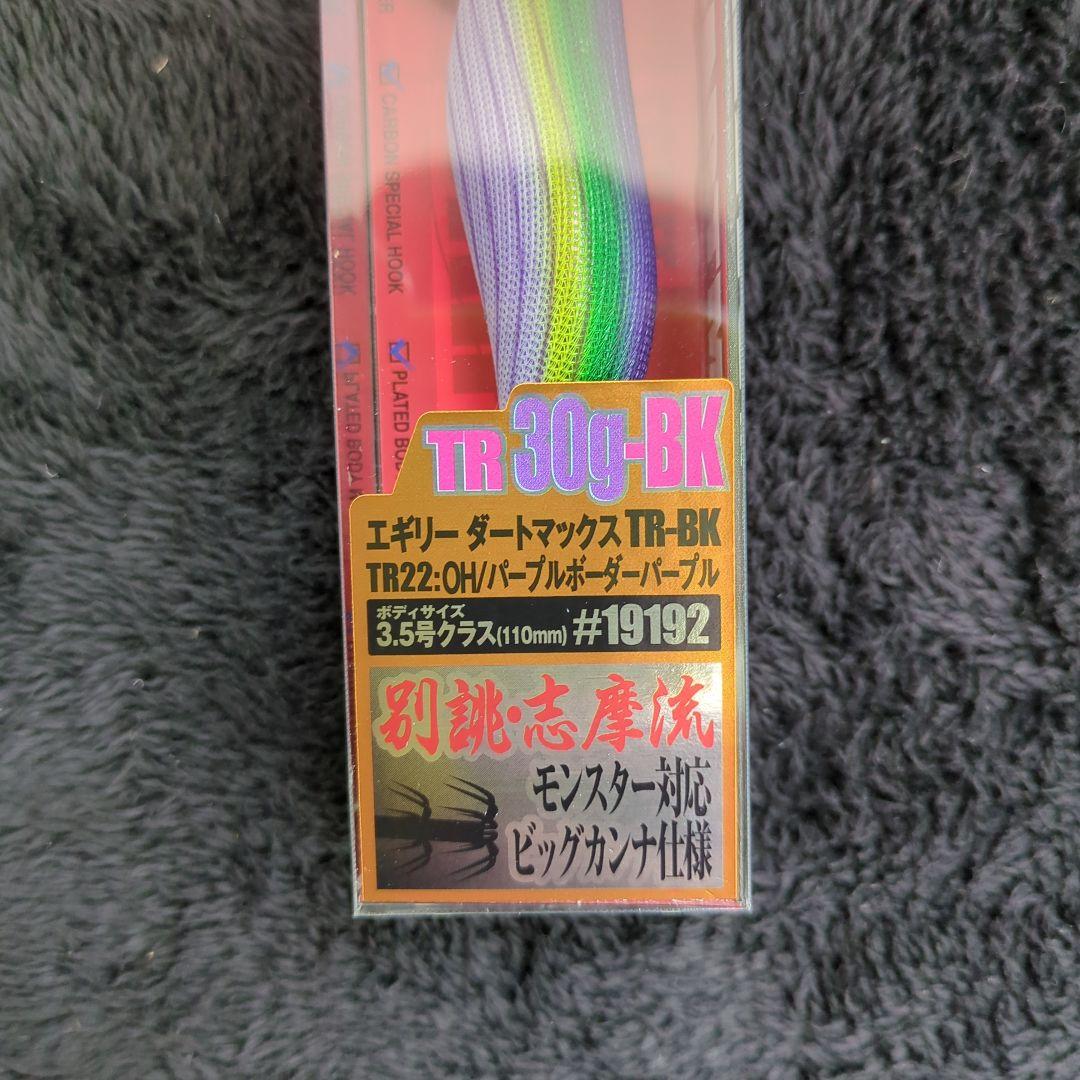 CARBON SPECIAL HOOK
PLATED
TR 30g-BK
エギリー ダートマックス TR-BK
TR22:OH/パープルボーダーパープル
ボディサイズ
3.5号クラス(110mm) #19192
別誂・志摩流
モンスター対応
ビッグカンナ仕様